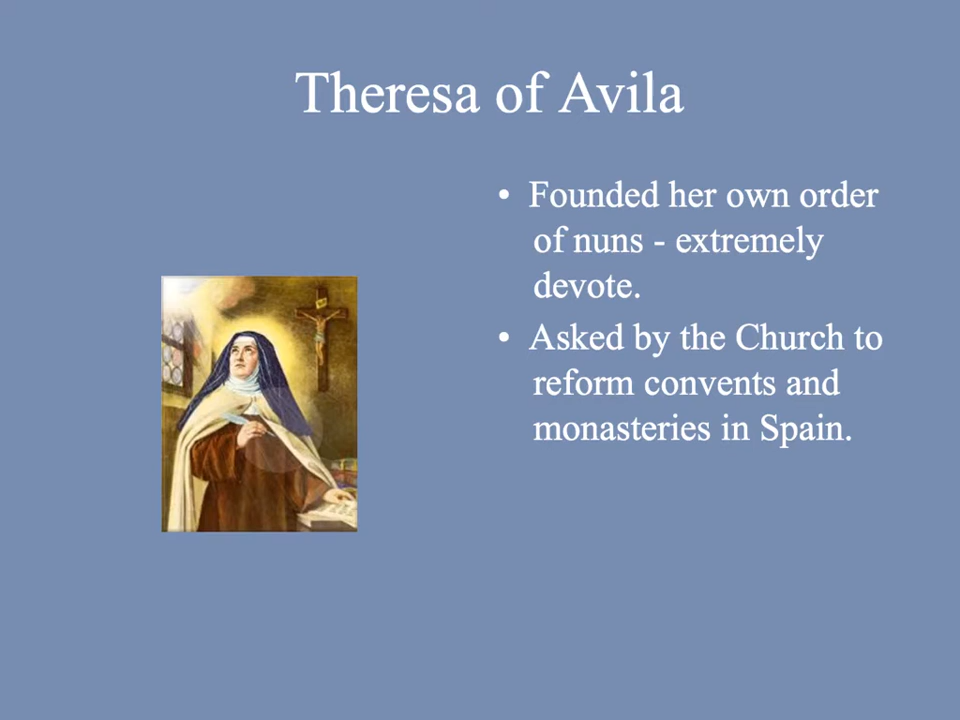 Theresa of Avila
• Founded her own order
of nuns - extremely
devote.
• Asked by the Church to
reform convents and
monasteries in Spain.